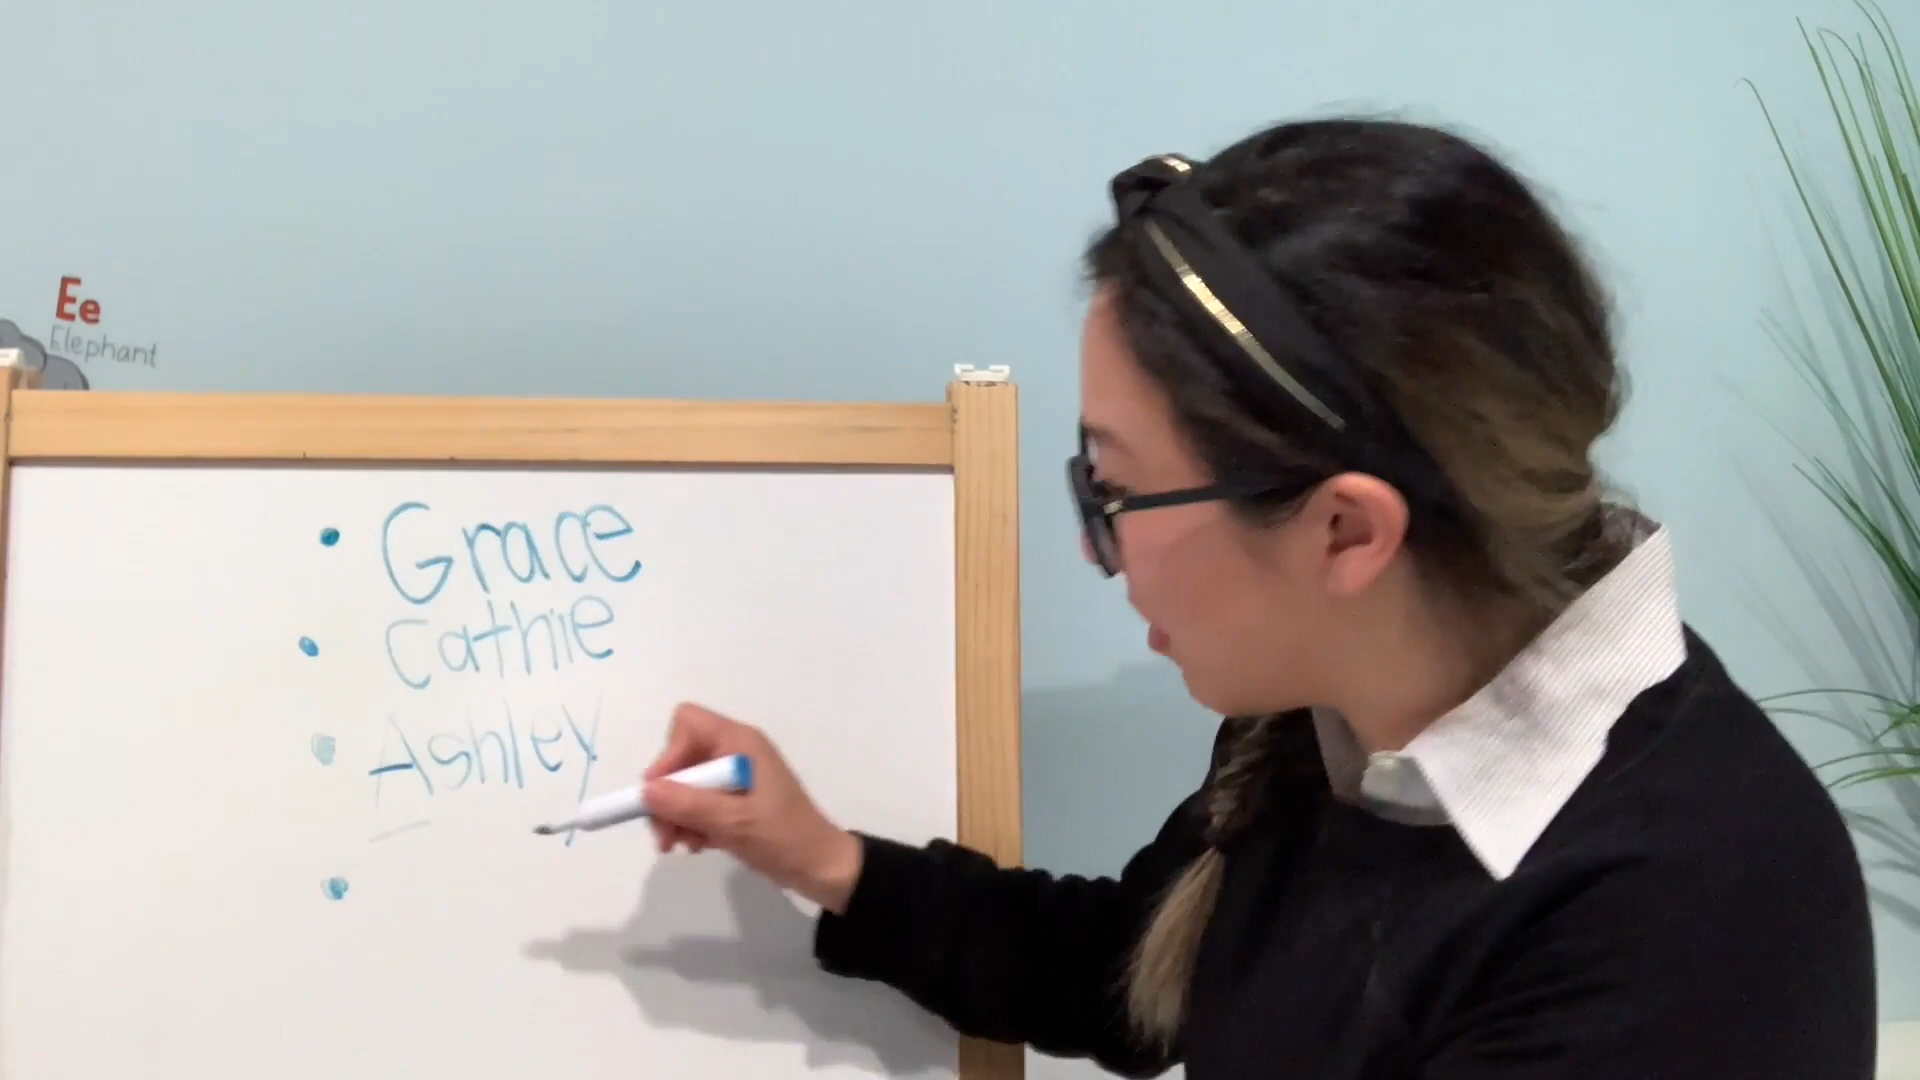 Ee
Elephant
• Grace
• Cathie
• Ashley
•